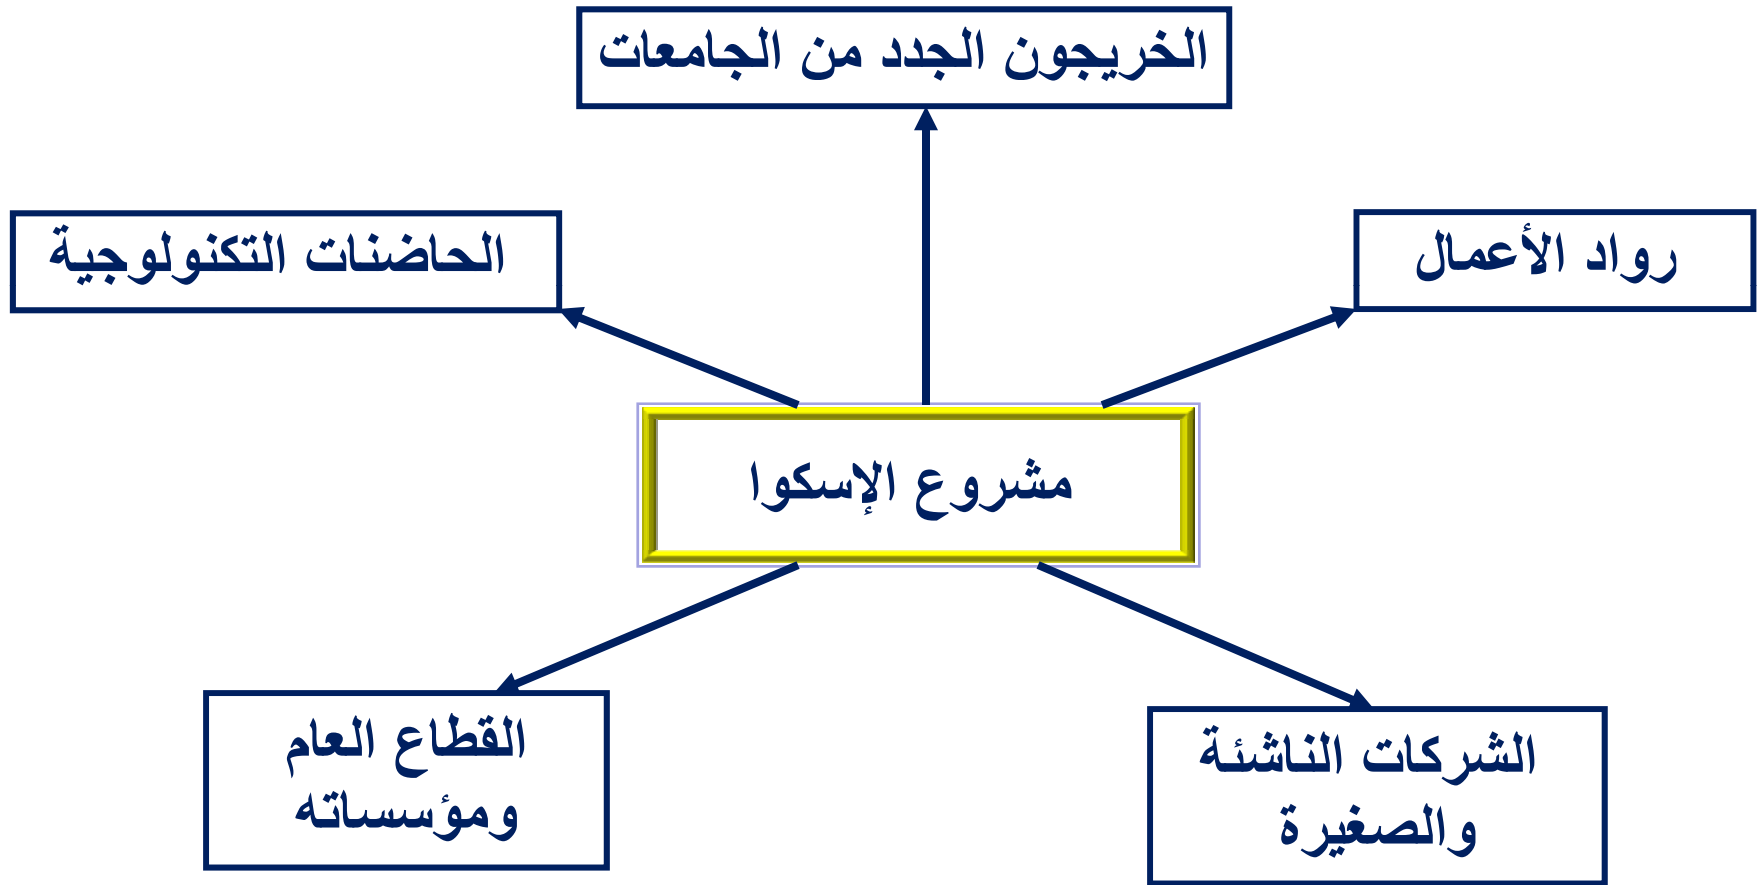 الخريجون الجدد من الجامعات
رواد الأعمال
الحاضنات التكنولوجية
مشروع الإسكوا
الشركات الناشئة
والصغيرة
القطاع العام
ومؤسساته